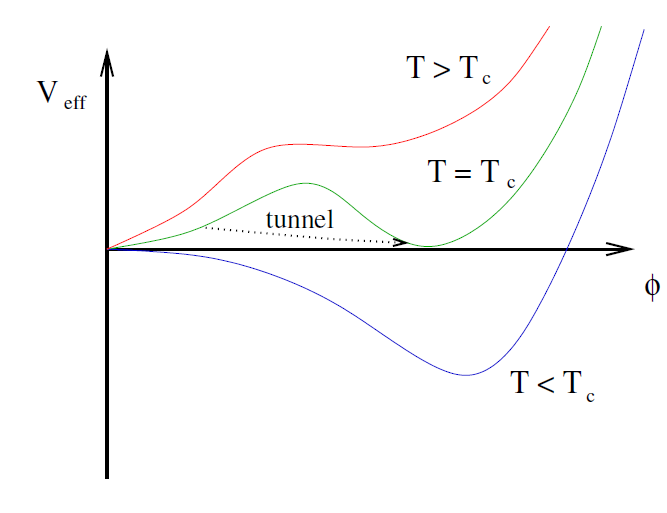 T > T c
V eff
T = T c
tunnel
ϕ
T < T c